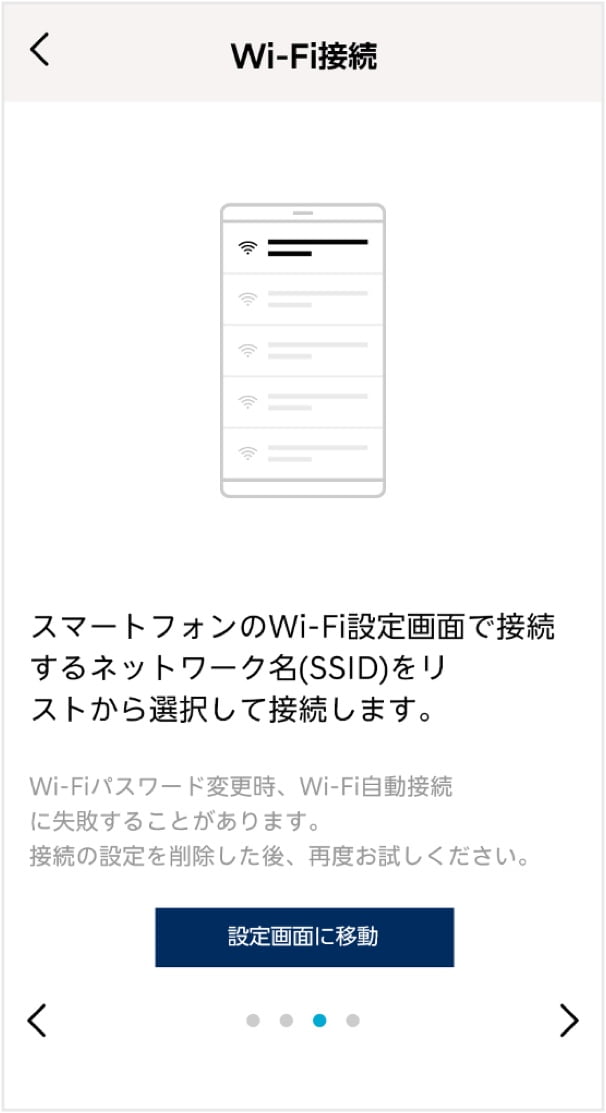 Wi-Fi接続
スマートフォンのWi-Fi設定画面で接続
するネットワーク名(SSID)をリ
ストから選択して接続します。
Wi-Fiパスワード変更時、Wi-Fi自動接続
に失敗することがあります。
接続の設定を削除した後、再度お試しください。
設定画面に移動